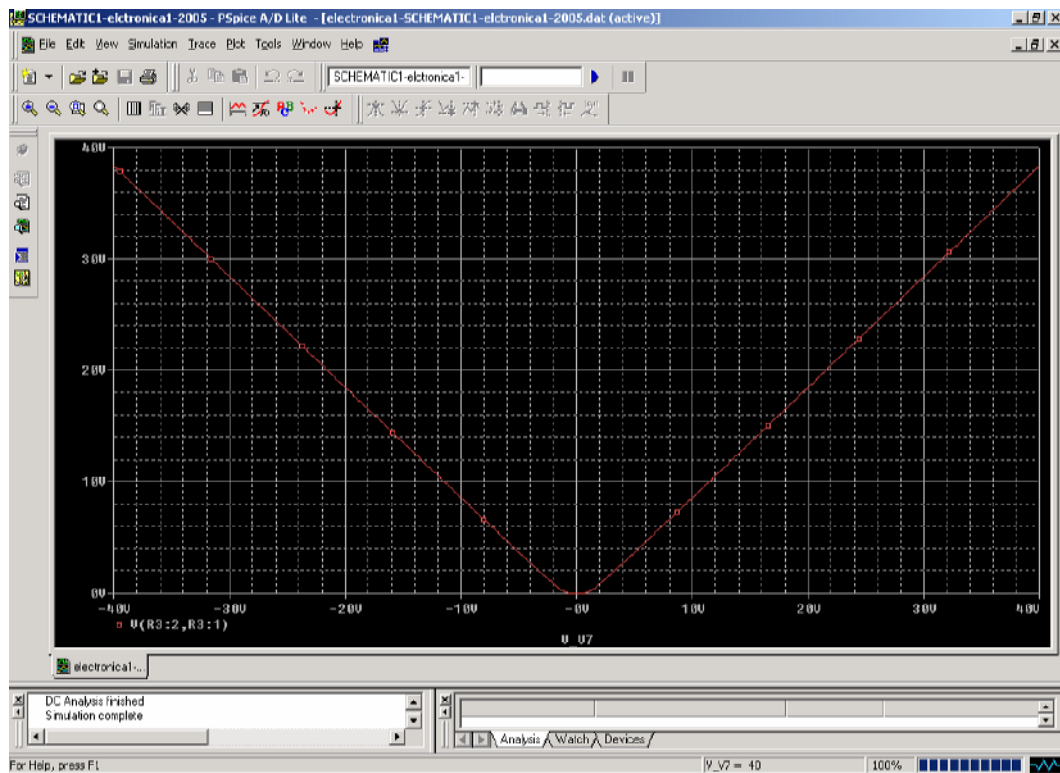 SCHEMATIC1-elctronica1-2005 - PSpice A/D Lite - [electronica1-SCHEMATIC1-elctronica1-2005.dat (active)]
File Edit View Simulation Trace Plot Tools Window Help
SCHEMATIC1-elctronica1-
40V
30V
20V
10V
0V
-40V -30V -20V -10V -0V 10V 20V 30V 40V
V(R3:2,R3:1)
V_V7
electronica1-...
DC Analysis finished
Simulation complete
Analysis Watch Devices
For Help, press F1 V_V7 = 40 100%